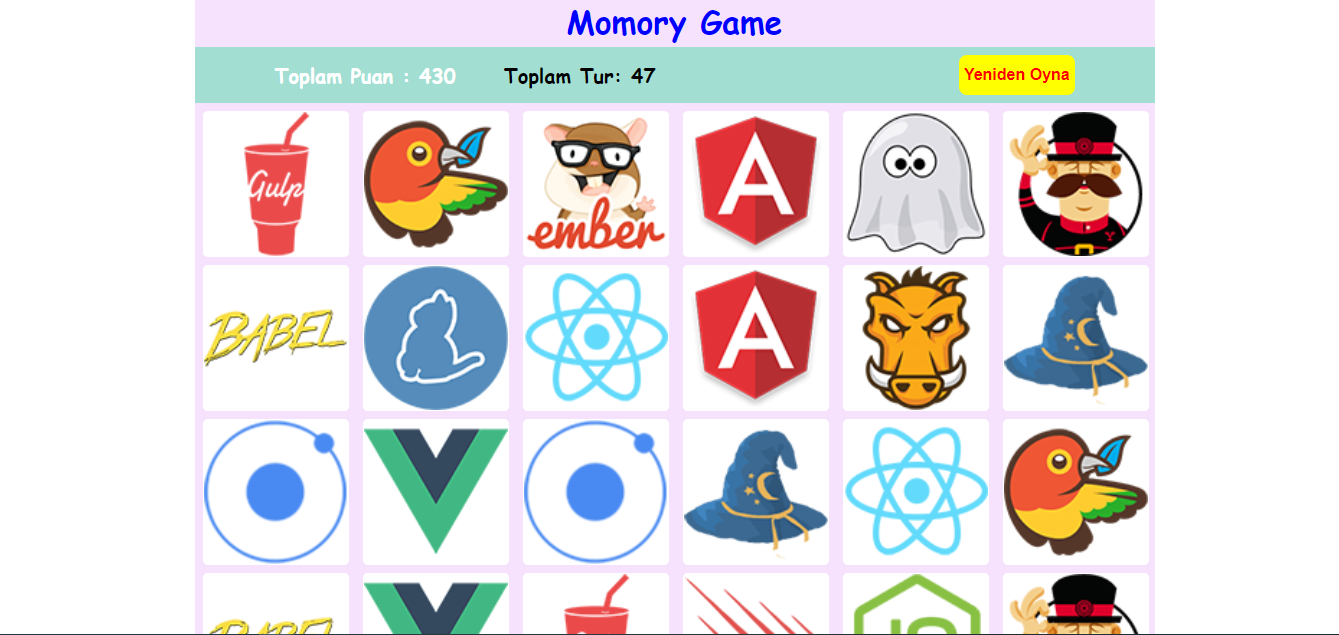 Momory Game
Toplam Puan : 430 Toplam Tur: 47 Yeniden Oyna
Gulp
ember
A
Y
BABEL
A